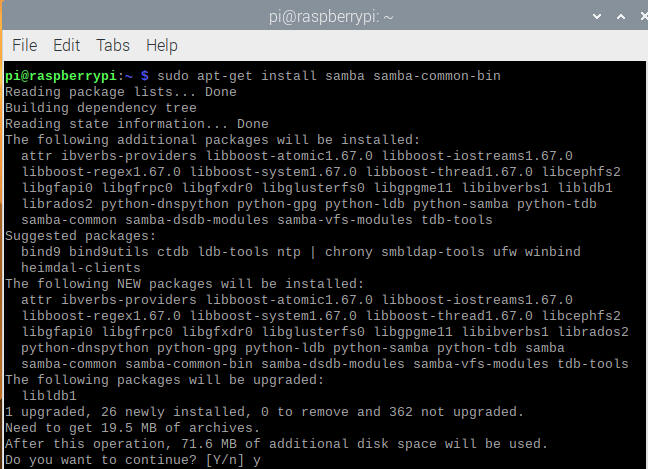 pi@raspberrypi: ~
File Edit Tabs Help
pi@raspberrypi:~ $ sudo apt-get install samba samba-common-bin
Reading package lists... Done
Building dependency tree
Reading state information... Done
The following additional packages will be installed:
attr ibverbs-providers libboost-atomic1.67.0 libboost-iostreams1.67.0
libboost-regex1.67.0 libboost-system1.67.0 libboost-thread1.67.0 libcephfs2
libgfapi0 libgfrpc0 libgfxdr0 libglusterfs0 libgpgme11 libibverbs1 libldb1
librados2 python-dnspython python-gpg python-ldb python-samba python-tdb
samba-common samba-dsdb-modules samba-vfs-modules tdb-tools
Suggested packages:
bind9 bind9utils ctdb ldb-tools ntp | chrony smbldap-tools ufw winbind
heimdal-clients
The following NEW packages will be installed:
attr ibverbs-providers libboost-atomic1.67.0 libboost-iostreams1.67.0
libboost-regex1.67.0 libboost-system1.67.0 libboost-thread1.67.0 libcephfs2
libgfapi0 libgfrpc0 libgfxdr0 libglusterfs0 libgpgme11 libibverbs1 librados2
python-dnspython python-gpg python-ldb python-samba python-tdb samba
samba-common samba-common-bin samba-dsdb-modules samba-vfs-modules tdb-tools
The following packages will be upgraded:
libldb1
1 upgraded, 26 newly installed, 0 to remove and 362 not upgraded.
Need to get 19.5 MB of archives.
After this operation, 71.6 MB of additional disk space will be used.
Do you want to continue? [Y/n] y